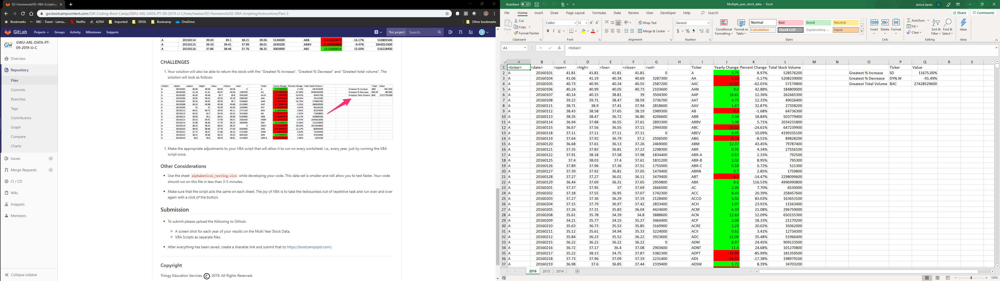 02-Homework/02-VBA-Scripting
gw.bootcampcontent.com/GW-Coding-Boot-Camp/GWU-ARL-DATA-PT-09-2019-U-C/tree/master/02-Homework/02-VBA-Scripting/Instructions/Part-2
Bookmarks BBC - Travel - Latvia... Netflix AZNV Imported 395XL Bootcamp OneDrive Other bookmarks
GitLab Projects Groups Activity Milestones Snippets This project Search
GW GWU-ARL-DATA-PT-09-2019-U-C
Overview
Repository
Files
Commits
Branches
Tags
Contributors
Graph
Compare
Charts
Issues 0
Merge Requests 0
CI / CD
Wiki
Snippets
Members
Collapse sidebar
A 20150114 39.03 39.1 38.21 39.06 5134000 ABB -3.420000076 -16.17% 532805500
A 20150115 39.33 39.41 37.99 38.01 2630200 ABBV -6.199999809 -9.47% 2643021600
A 20150116 37.86 38.46 37.76 38.25 3003900 ABC 13.55000019 15.03% 516218400
CHALLENGES
1. Your solution will also be able to return the stock with the "Greatest % increase", "Greatest % Decrease" and "Greatest total volume". The
solution will look as follows:
<ticker> <date> <open> <high> <low> <close> <vol> Ticker Yearly Change Percent Change Total Stock Volume Ticker Value
Greatest % Increase ARR 491.30%
Greatest % Decrease KMI.W -98.59%
Greatest Total Volume BAC 21277761900
1. Make the appropriate adjustments to your VBA script that will allow it to run on every worksheet, i.e., every year, just by running the VBA
script once.
Other Considerations
• Use the sheet alphabetical_testing.xlsx while developing your code. This data set is smaller and will allow you to test faster. Your code
should run on this file in less than 3-5 minutes.
• Make sure that the script acts the same on each sheet. The joy of VBA is to take the tediousness out of repetitive task and run over and over
again with a click of the button.
Submission
• To submit please upload the following to Github:
○ A screen shot for each year of your results on the Multi Year Stock Data.
○ VBA Scripts as separate files.
• After everything has been saved, create a sharable link and submit that to https://bootcampspot.com/.
Copyright
Trilogy Education Services © 2019. All Rights Reserved.
AutoSave Off Multiple_year_stock_data - Excel Janice Javier JJ
File Home Insert Draw Page Layout Formulas Data Review View Developer Help Search Share Comments
Paste Cut Copy Format Painter Clipboard
Calibri 12 B I U Font
Wrap Text Merge & Center Alignment
General $ % , Number
Conditional Formatting Format as Table
Normal Bad Good Neutral
Calculation Check Cell Explanatory ... Input
Styles
Insert Delete Format Cells
AutoSum Fill Clear Sort & Filter Find & Select Editing
Ideas Ideas
A1 fx <ticker>
A B C D E F G H I J K L M N O P Q R S
1 <ticker> <date> <open> <high> <low> <close> <vol> Ticker Yearly Change Percent Change Total Stock Volume Ticker Value
2 A 20160101 41.81 41.81 41.81 41.81 0 A 3.75 8.97% 528576200 Greatest % Increase SD 11675.00%
3 A 20160104 41.06 41.19 40.34 40.69 3287300 AA -1.53 -5.17% 5208239000 Greatest % Decrease DYN.W -91.49%
4 A 20160105 40.73 40.95 40.34 40.55 2587200 AAC -11.82 -62.01% 57179800 Greatest Total Volume BAC 27428529600
5 A 20160106 40.24 40.99 40.05 40.73 2103600 AAN 9.6 42.88% 184809000
6 A 20160107 40.14 40.15 38.81 39 3504300 AAP 18.61 12.36% 262665300
7 A 20160108 39.22 39.71 38.47 38.59 3736700 AAT 4.73 12.33% 49026400
8 A 20160111 38.71 38.9 37.41 37.94 2818600 AAV 1.67 32.87% 27358200
9 A 20160112 38.43 38.58 37.65 38.19 1989300 AB -0.4 -1.68% 64736300
10 A 20160113 38.35 38.47 36.72 36.86 4206600 ABB 3.34 18.84% 503779400
11 A 20160114 36.94 37.88 36.55 37.61 2893300 ABBV 3.38 5.71% 2034231800
12 A 20160115 36.67 37.56 36.55 37.11 2994300 ABC -25.52 -24.61% 647239900
13 A 20160118 37.11 37.11 37.11 37.11 0 ABEV 0.45 10.09% 4199335100
14 A 20160119 37.64 37.92 36.79 37.2 2506500 ABG -5.74 -8.51% 89828200
15 A 20160120 36.68 37.61 36.13 37.26 2469000 ABM 12.37 43.45% 79787400
16 A 20160121 37.35 37.83 36.81 37.23 2298300 ABR 0.31 4.34% 27556100
17 A 20160122 37.91 38.18 37.58 37.98 1834400 ABR-A 0.57 2.33% 792500
18 A 20160125 37.4 38.03 37.4 37.61 1831200 ABR-B 2.02 8.95% 795300
19 A 20160126 37.89 37.96 37.36 37.51 1755000 ABR-C 0.18 0.72% 521300
20 A 20160127 37.39 37.92 36.81 37.05 1479400 ABRN 0.7 2.85% 1759800
21 A 20160128 37.27 37.27 36.01 36.11 3479400 ABT -6.5 -14.47% 2298099600
22 A 20160129 36.44 37.69 36.31 37.65 2959800 ABX 8.6 116.53% 4996990800
23 A 20160201 37.37 37.95 37 37.69 2666500 AC 2.35 7.70% 6530000
24 A 20160202 37.18 37.55 36.95 37.07 1742300 ACC 8.43 20.39% 258457600
25 A 20160203 37.27 37.36 36.29 37.19 2128400 ACCO 5.92 83.03% 163653100
26 A 20160204 37.15 37.79 36.97 37.42 2833400 ACH 1.97 23.91% 11563400
27 A 20160205 37.26 37.31 35.83 36.04 4424600 ACM 6.33 21.08% 296759000
28 A 20160208 35.61 35.78 34.39 34.8 3888600 ACN 12.63 12.09% 650155300
29 A 20160209 34.21 35.77 34.15 35.37 3464400 ACP 2.08 18.33% 21179200
30 A 20160210 35.63 36.73 35.53 35.85 3169900 ACRE 2.29 20.02% 35062000
31 A 20160211 35.12 35.61 34.94 35.33 3224000 ACV 0.62 3.41% 12734300
32 A 20160212 35.84 36.23 35.52 36.22 3923600 ADC 12.06 35.48% 51966400
33 A 20160215 36.22 36.22 36.22 36.22 0 ADM 8.97 24.45% 909133500
34 A 20160216 36.72 37.17 36.4 37.08 2903600 ADNT 11.6 24.68% 101270800
35 A 20160217 35.22 38.13 34.75 37.87 5382300 ADPT -46.88 -85.99% 181359500
36 A 20160218 37.73 37.96 37.09 37.19 2231400 ADS -48.07 -17.38% 198979100
37 A 20160219 36.98 37.6 36.85 37.44 2339400 ADSW 1.72 8.39% 34703200
2016 2015 2014
100%